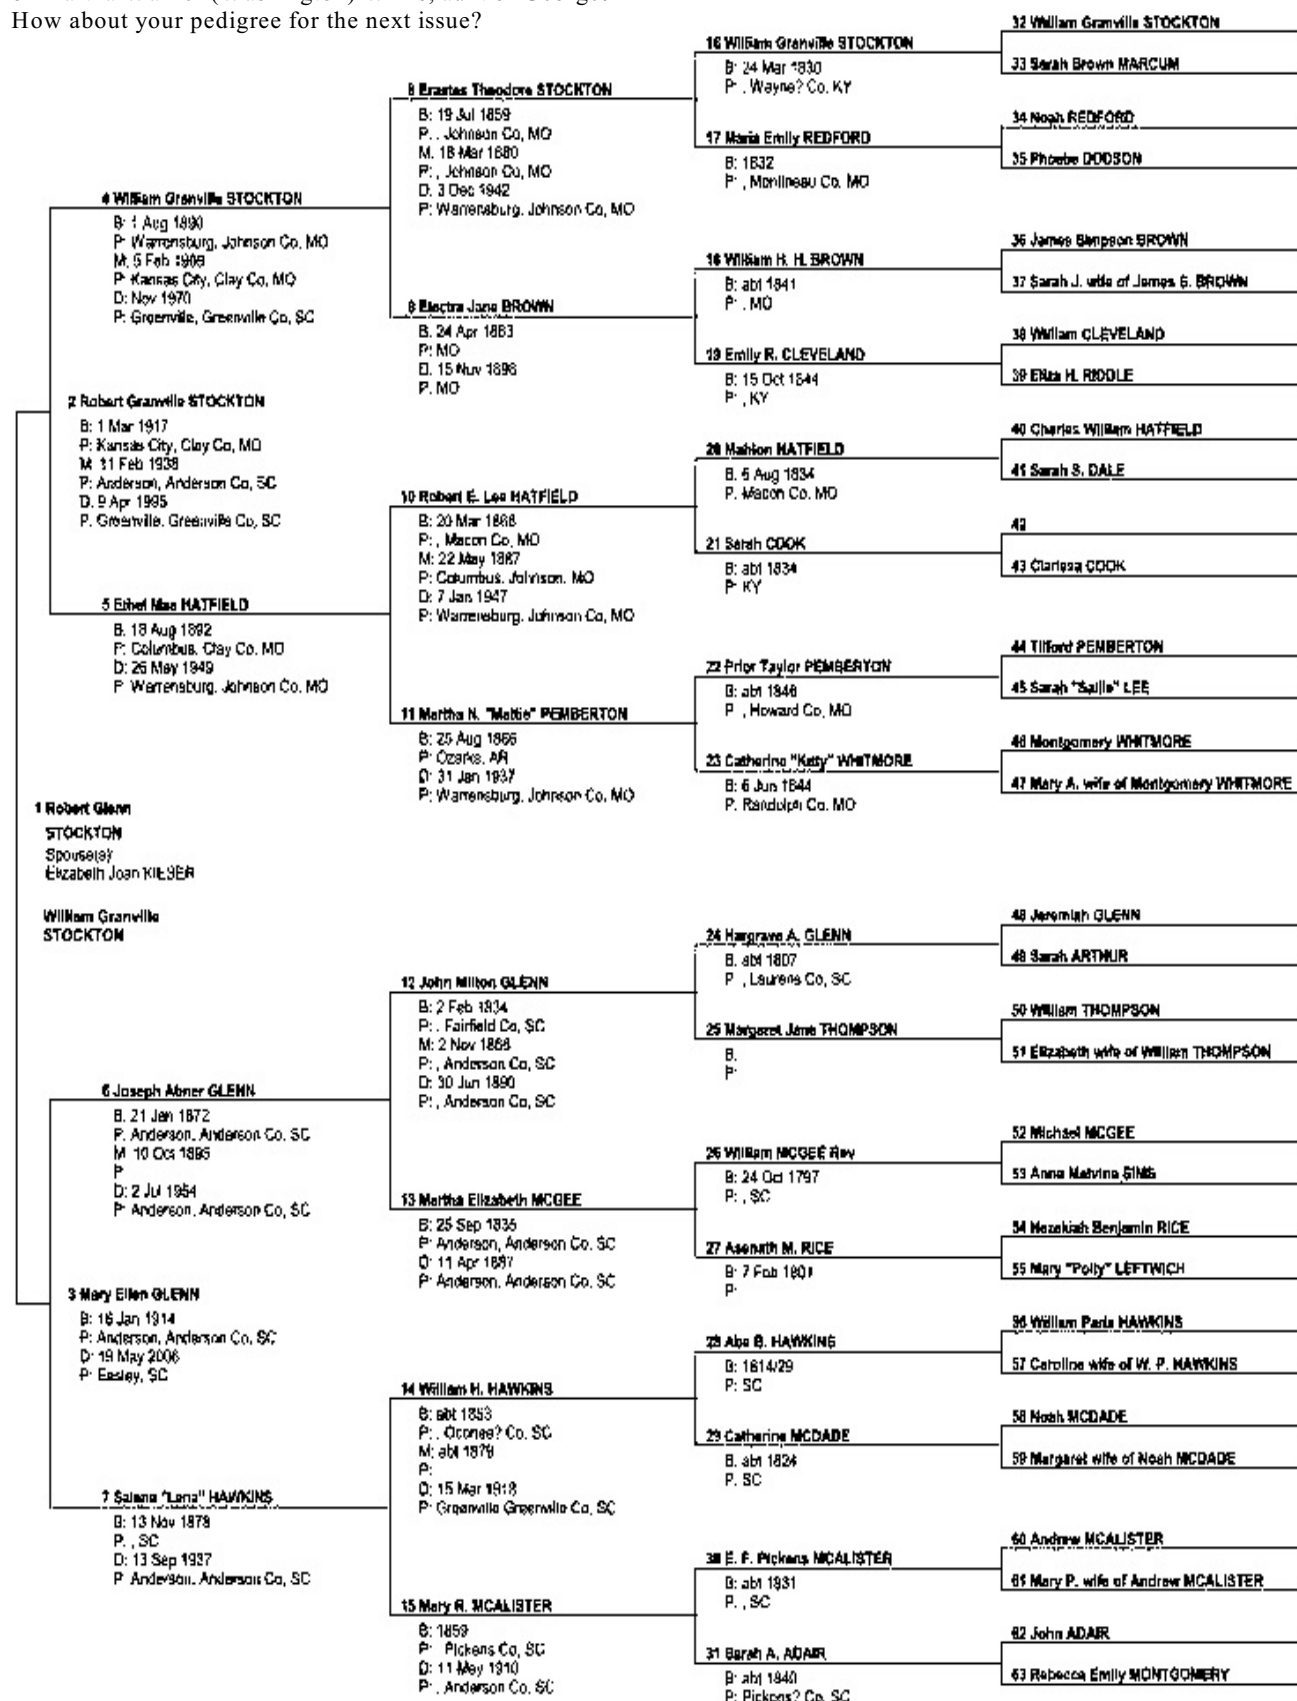 How about your pedigree for the next issue?
1 Robert Glenn
STOCKTON
Spouse(s)
Elizabeth Joan KIESER
William Granville
STOCKTON
2 Robert Granville STOCKTON
B: 1 Mar 1917
P: Kansas City, Clay Co, MO
M: 11 Feb 1938
P: Anderson, Anderson Co, SC
D: 9 Apr 1995
P: Greenville, Greenville Co, SC
3 Mary Ellen GLENN
B: 16 Jan 1914
P: Anderson, Anderson Co, SC
D: 19 May 2006
P: Easley, SC
4 William Granville STOCKTON
B: 1 Aug 1890
P: Warrensburg, Johnson Co, MO
M: 5 Feb
P: Kansas City, Clay Co, MO
D: Nov 1970
P: Greenville, Greenville Co, SC
5 Ethel Mae HATFIELD
B: 18 Aug 1892
P: Columbus, Clay Co, MO
D: 26 May 1949
P: Warrensburg, Johnson Co, MO
6 Joseph Abner GLENN
B: 21 Jan 1872
P: Anderson, Anderson Co, SC
M: 10 Oct 1895
P:
D: 2 Jul 1954
P: Anderson, Anderson Co, SC
7 "Lena" HAWKINS
B: 13 Nov 1878
P: , SC
D: 13 Sep 1937
P: Anderson, Anderson Co, SC
8 Erastes Theodore STOCKTON
B: 19 Jul 1859
P: , Johnson Co, MO
M: 18 Mar 1880
P: , Johnson Co, MO
D: 3 Dec 1942
P: Warrensburg, Johnson Co, MO
9 Electra Jane BROWN
B: 24 Apr 1863
P: MO
D: 15 Nov 1896
P: MO
10 Robert E. Lee HATFIELD
B: 20 Mar 1866
P: , Macon Co, MO
M: 22 May 1887
P: Columbus, Johnson, MO
D: 7 Jan 1947
P: Warrensburg, Johnson Co, MO
11 Martha N. "Mattie" PEMBERTON
B: 25 Aug 1866
P: Ozarks, AR
D: 31 Jan 1937
P: Warrensburg, Johnson Co, MO
12 John Milton GLENN
B: 2 Feb 1834
P: , Fairfield Co, SC
M: 2 Nov 1866
P: , Anderson Co, SC
D: 30 Jun 1890
P: , Anderson Co, SC
13 Martha Elizabeth MCGEE
B: 25 Sep 1835
P: Anderson, Anderson Co, SC
D: 11 Apr 1897
P: Anderson, Anderson Co, SC
14 William H. HAWKINS
B: abt 1853
P: , Oconee? Co, SC
M: abt 1878
P:
D: 15 Mar 1918
P: Greenville Greenville Co, SC
15 Mary R. MCALISTER
B: 1859
P: Pickens Co, SC
D: 11 May 1910
P: , Anderson Co, SC
16 William Granville STOCKTON
B: 24 Mar 1830
P: , Wayne? Co, KY
17 Maria Emily REDFORD
B: 1832
P: , Monlineau Co, MO
18 William H. H. BROWN
B: abt 1841
P: , MO
19 Emily R. CLEVELAND
B: 15 Oct 1844
P: , KY
20 Mahlon HATFIELD
B: 5 Aug 1834
P: Macon Co, MO
21 Sarah COOK
B: abt 1834
P: KY
22 Prior Taylor PEMBERTON
B: abt 1846
P: , Howard Co, MO
23 Catherine "Katy" WHITMORE
B: 6 Jun 1844
P: Randolph Co, MO
24 Hargrave A. GLENN
B: abt 1807
P: , Laurens Co, SC
25 Margaret Jane THOMPSON
B:
P:
26 William MCGEE Rev
B: 24 Oct 1797
P: , SC
27 Asenath M. RICE
B: 7 Feb 1801
P:
28 Abe B. HAWKINS
B: 1814/29
P: SC
29 Catherine MCDADE
B: abt 1824
P: SC
30 E. F. Pickens MCALISTER
B: abt 1831
P: , SC
31 Sarah A. ADAIR
B: abt 1840
P: Pickens? Co, SC
32 William Granville STOCKTON
33 Sarah Brown MARCUM
34 Noah REDFORD
35 Phoebe DODSON
36 James Simpson BROWN
37 Sarah J. wife of James S. BROWN
38 William CLEVELAND
39 Eliza H. RIDDLE
40 Charles William HATFIELD
41 Sarah S. DALE
42
43 Clarissa COOK
44 Tilford PEMBERTON
45 Sarah "Sallie" LEE
46 Montgomery WHITMORE
47 Mary A. wife of Montgomery WHITMORE
48 Jeremiah GLENN
49 Sarah ARTHUR
50 William THOMPSON
51 Elizabeth wife of William THOMPSON
52 Michael MCGEE
53 Anna Malvina SIMS
54 Hezekiah Benjamin RICE
55 Mary "Polly" LEFTWICH
56 William Paris HAWKINS
57 Caroline wife of W. P. HAWKINS
58 Noah MCDADE
59 Margaret wife of Noah MCDADE
60 Andrew MCALISTER
61 Mary P. wife of Andrew MCALISTER
62 John ADAIR
63 Rebecca Emily MONTGOMERY